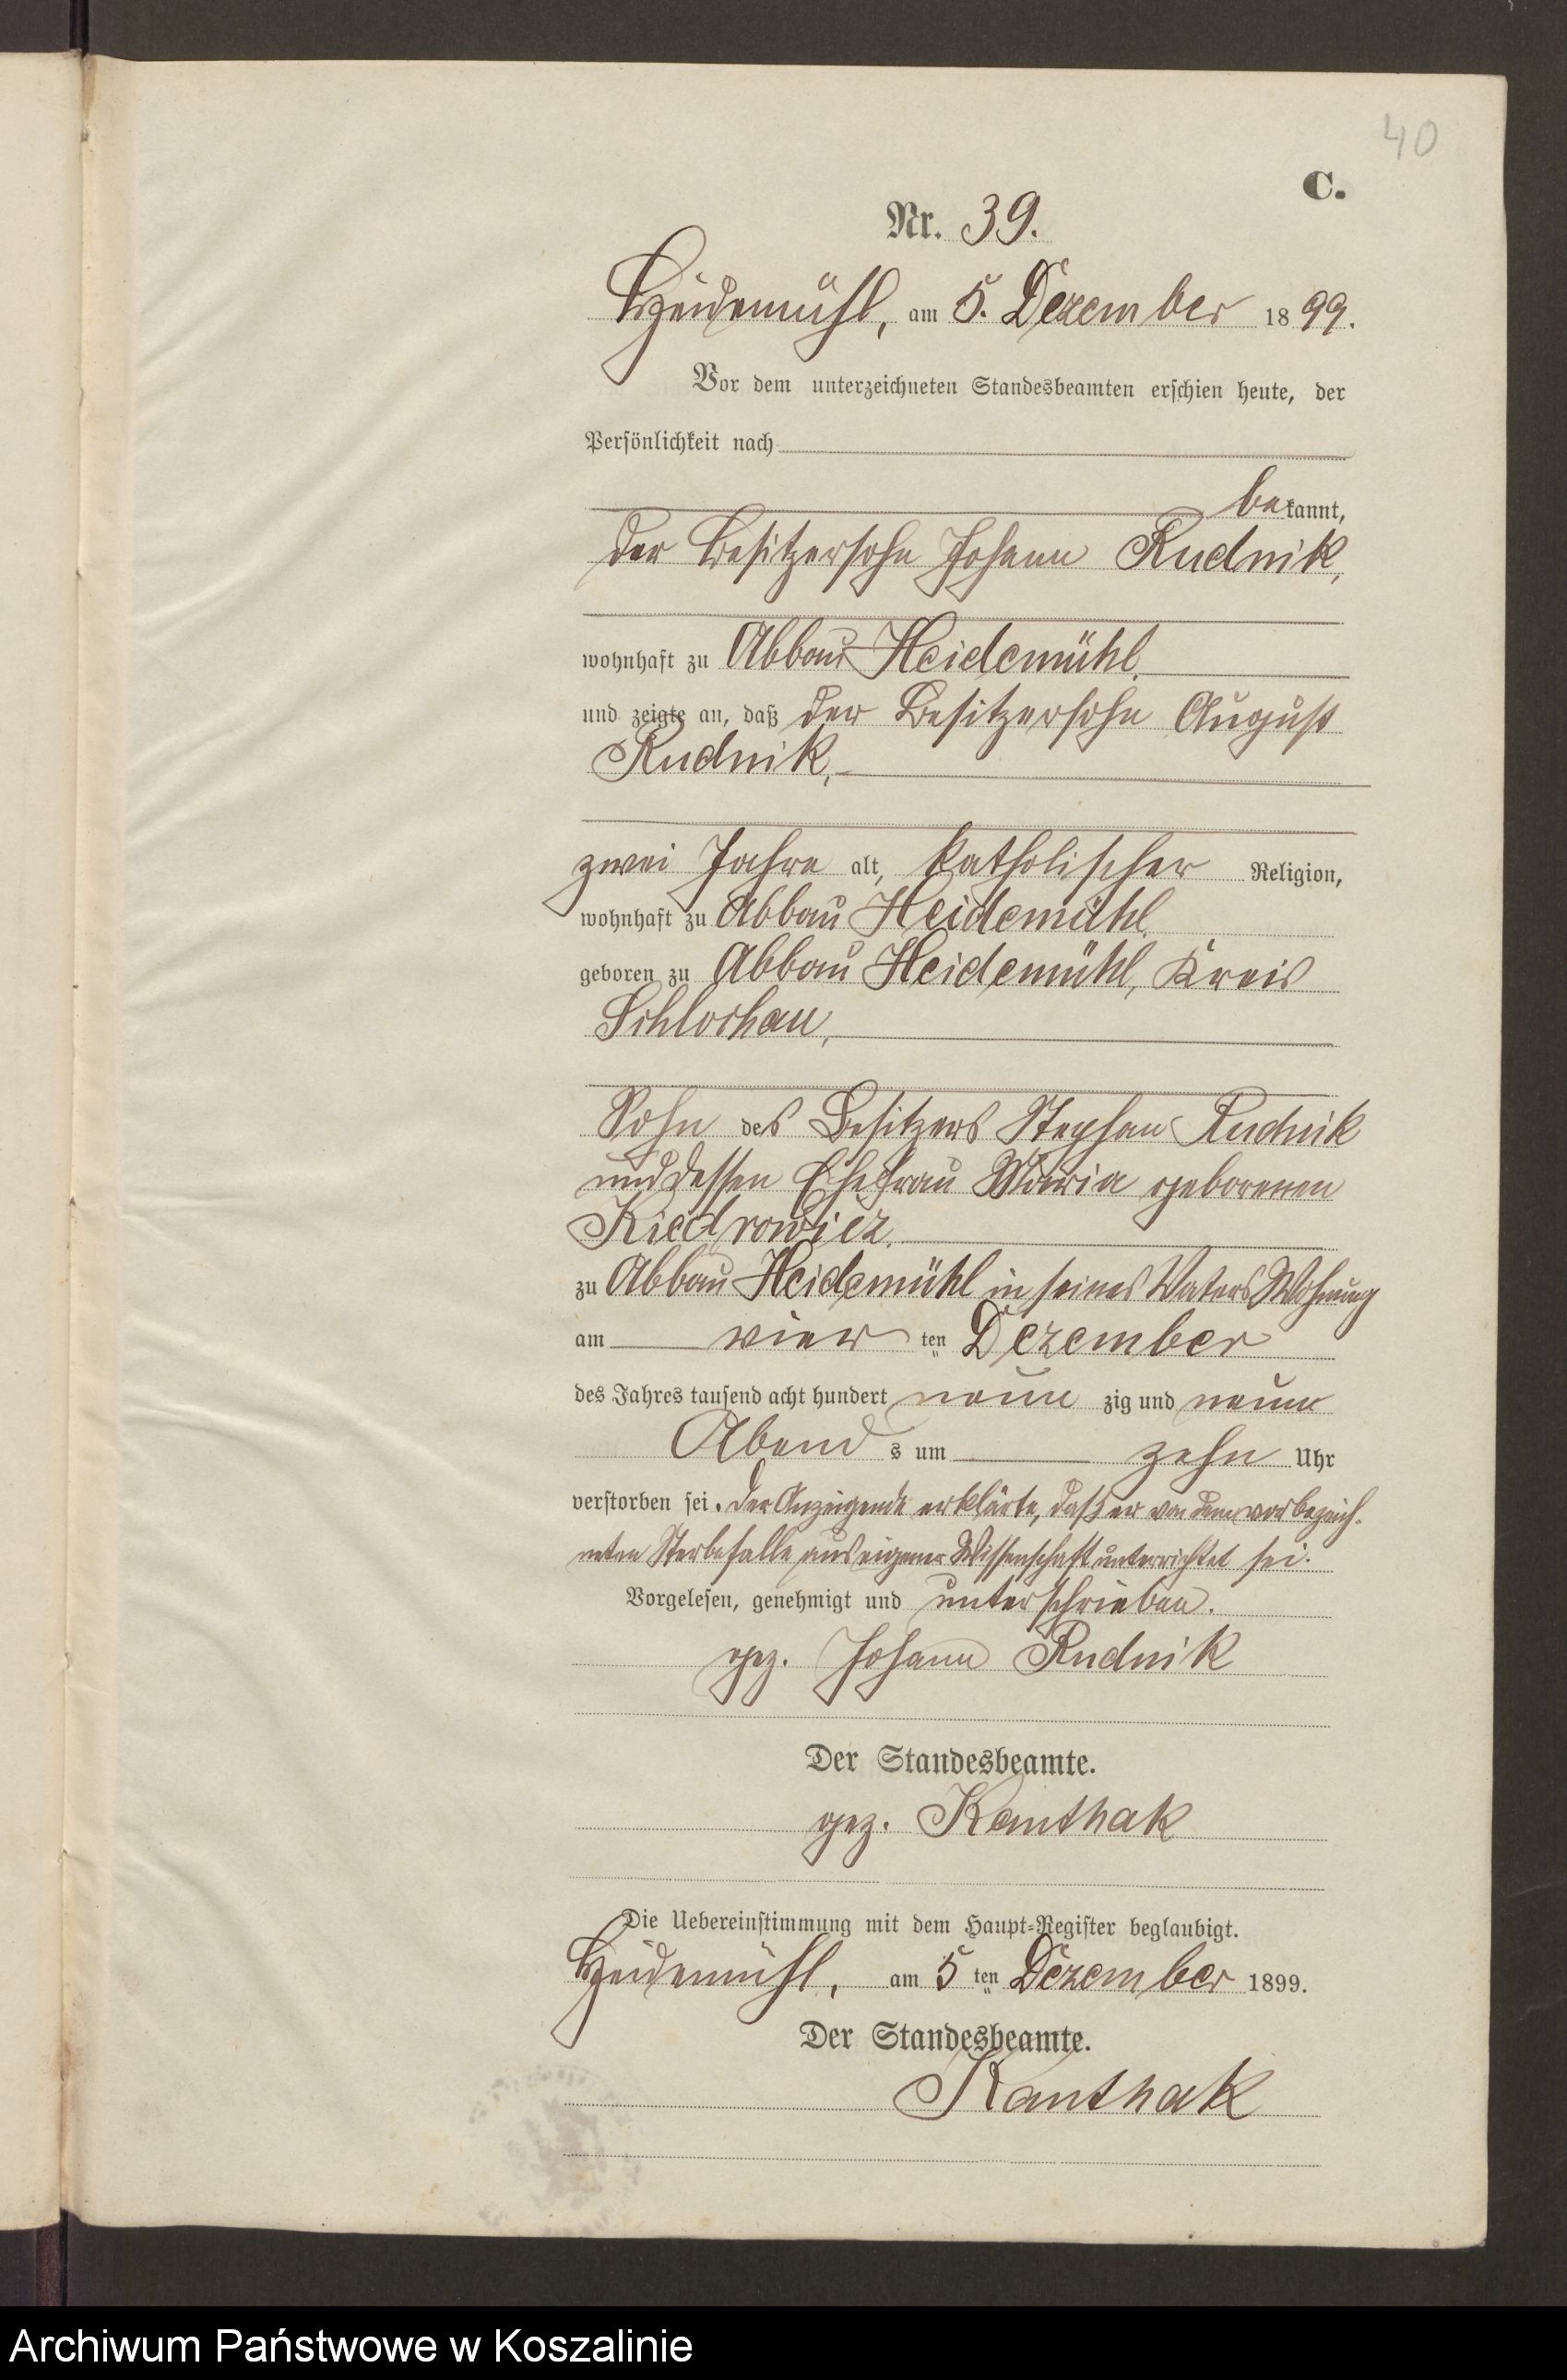 40
C.
Nr. 39.
Heidemühl, am 5. Dezember 1899.
Vor dem unterzeichneten Standesbeamten erschien heute, der
Persönlichkeit nach
bekannt,
der Besitzersohn Johann Rudnik,
wohnhaft zu Abbau Heidemühl,
und zeigte an, daß der Besitzersohn August
Rudnik,
zwei Jahre alt, katholischer Religion,
wohnhaft zu Abbau Heidemühl,
geboren zu Abbau Heidemühl, Kreis
Schlochau,
Sohn des Besitzers Stephan Rudnik
und dessen Ehefrau Maria geborenen
Kiedrowicz,
zu Abbau Heidemühl in seines Vaters Wohnung
am vier ten Dezember
des Jahres tausend acht hundert neun zig und neun
Abend s um zehn Uhr
verstorben sei. Der Anzeigende erklärte, daß er von dem vorbezeich-
neten Sterbefalle aus eigener Wissenschaft unterrichtet sei.
Vorgelesen, genehmigt und unterschrieben.
gez. Johann Rudnik
Der Standesbeamte.
gez. Kanthak
Die Uebereinstimmung mit dem Haupt-Register beglaubigt.
Heidemühl, am 5 ten Dezember 1899.
Der Standesbeamte.
Kanthak
Archiwum Państwowe w Koszalinie